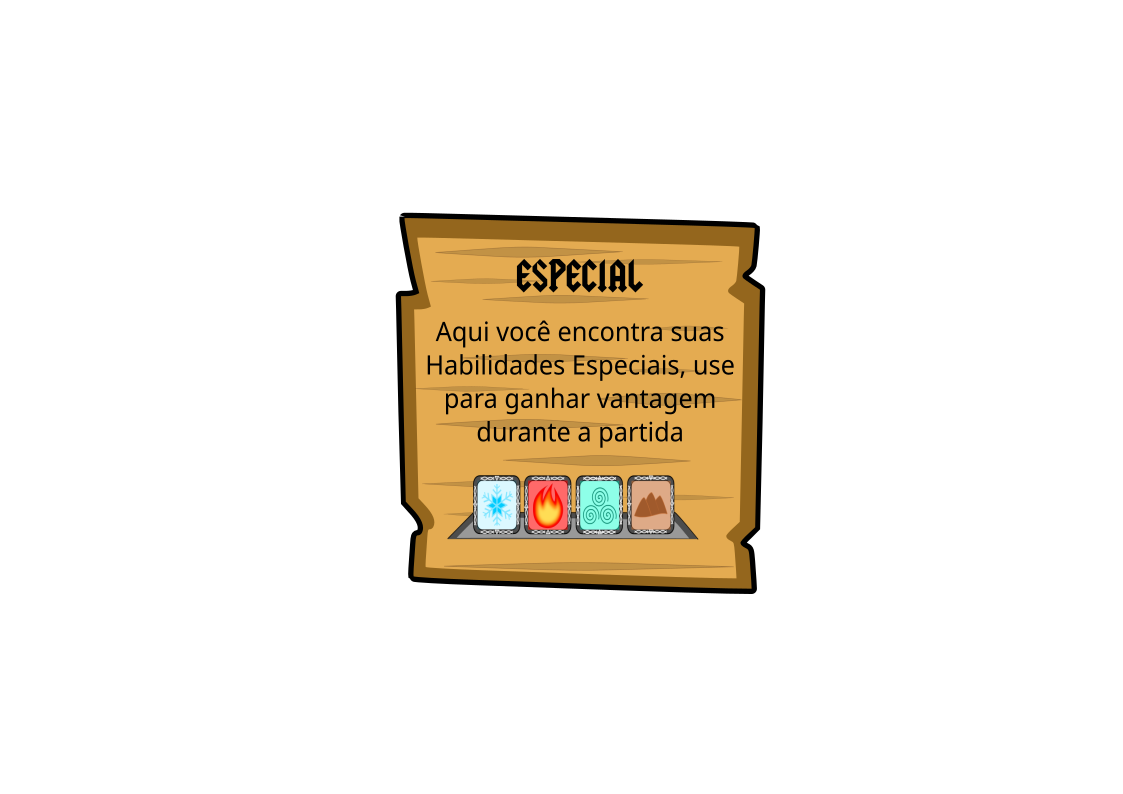 ESPECIAL
Aqui você encontra suas
Habilidades Especiais, use
para ganhar vantagem
durante a partida